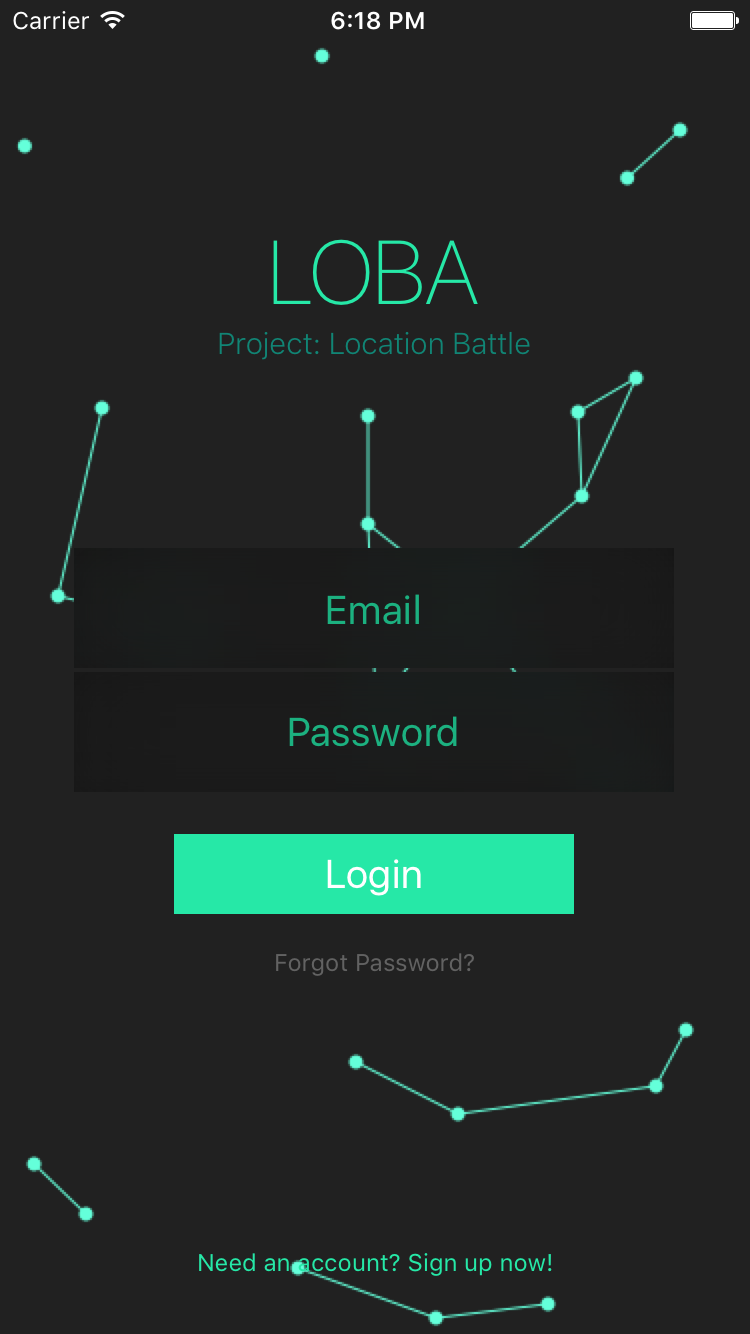 Carrier 6:18 PM
LOBA
Project: Location Battle
Email
Password
Login
Forgot Password?
Need an account? Sign up now!